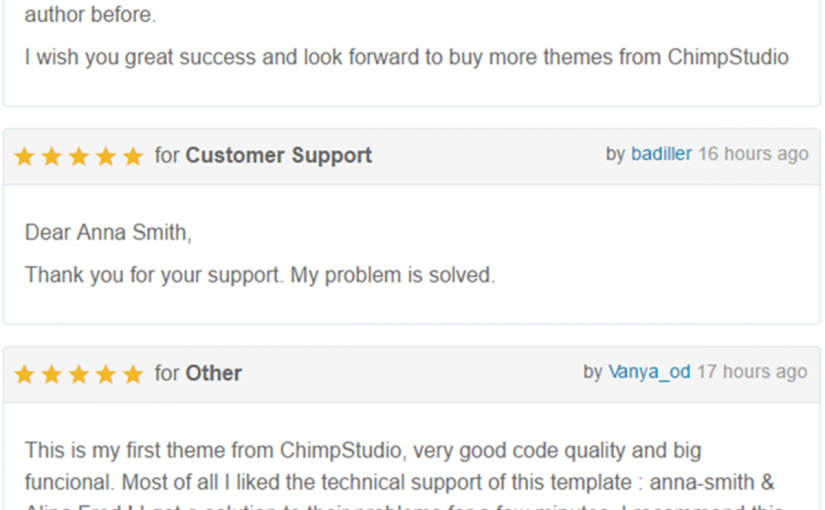 author before.
I wish you great success and look forward to buy more themes from ChimpStudio
for Customer Support by badiller 16 hours ago
Dear Anna Smith,
Thank you for your support. My problem is solved.
for Other by Vanya_od 17 hours ago
This is my first theme from ChimpStudio, very good code quality and big
funcional. Most of all I liked the technical support of this template : anna-smith &